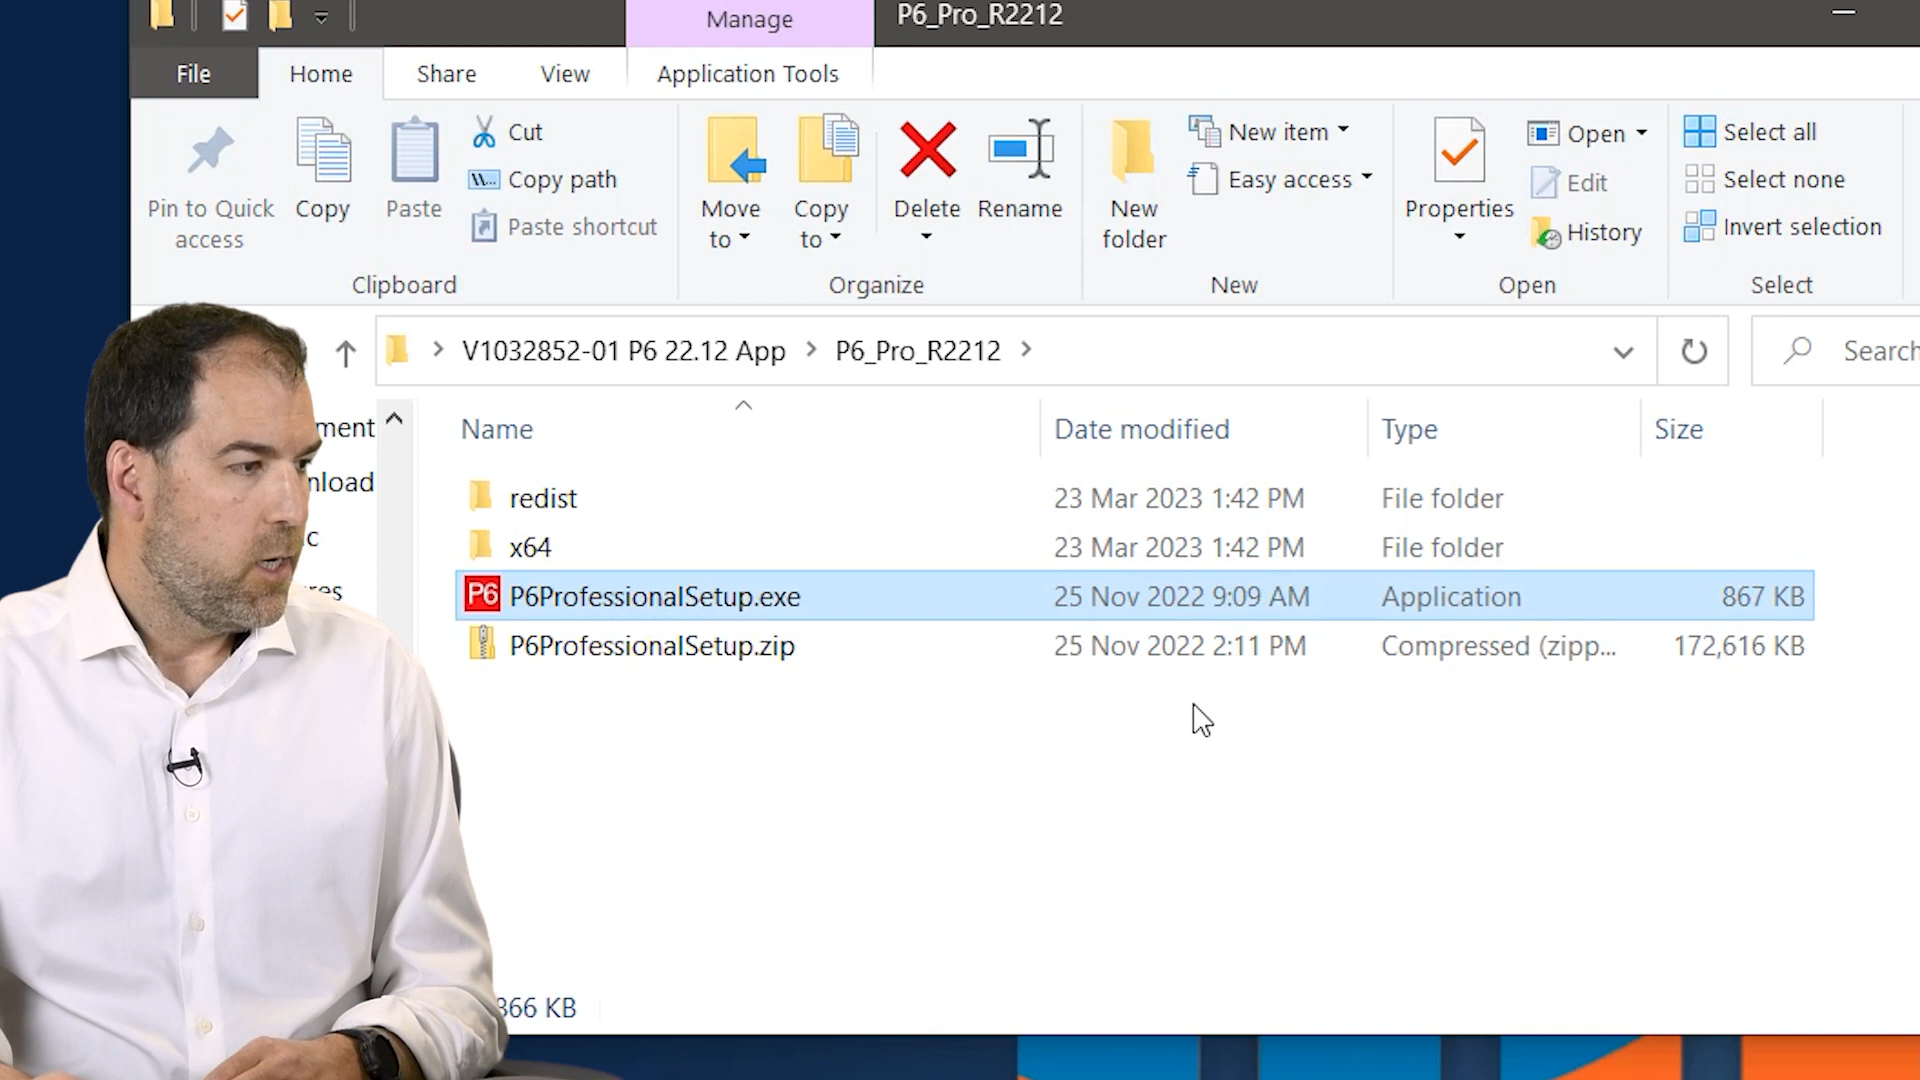 Manage
P6_Pro_R2212
File
Home
Share
View
Application Tools
Pin to Quick
access
Copy
Paste
Cut
W... Copy path
Paste shortcut
Clipboard
Move
to
Copy
to
Delete
Rename
Organize
New
folder
New item
Easy access
New
Properties
Open
Edit
History
Open
Select all
Select none
Invert selection
Select
V1032852-01 P6 22.12 App
P6_Pro_R2212
Search
ment
nload
c
res
Name
Date modified
Type
Size
redist 23 Mar 2023 1:42 PM File folder
x64 23 Mar 2023 1:42 PM File folder
P6 P6ProfessionalSetup.exe 25 Nov 2022 9:09 AM Application 867 KB
P6ProfessionalSetup.zip 25 Nov 2022 2:11 PM Compressed (zipp... 172,616 KB
866 KB